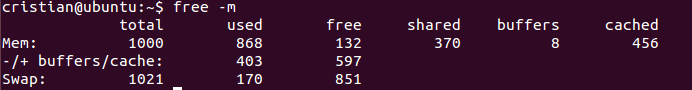 cristian@ubuntu:~$ free -m
total used free shared buffers cached
Mem: 1000 868 132 370 8 456
-/+ buffers/cache: 403 597
Swap: 1021 170 851